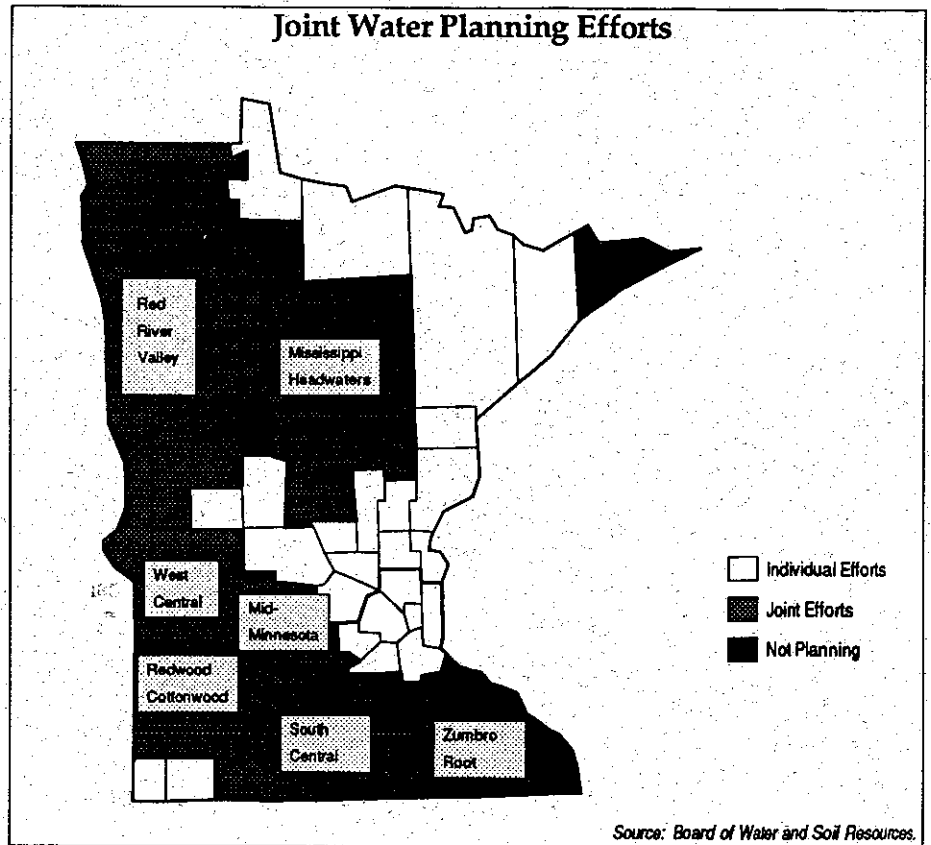 Joint Water Planning Efforts
Red
River
Valley
Mississippi
Headwaters
West
Central
Mid-
Minnesota
Redwood
Cottonwood
South
Central
Zumbro
Root
Individual Efforts
Joint Efforts
Not Planning
Source: Board of Water and Soil Resources.